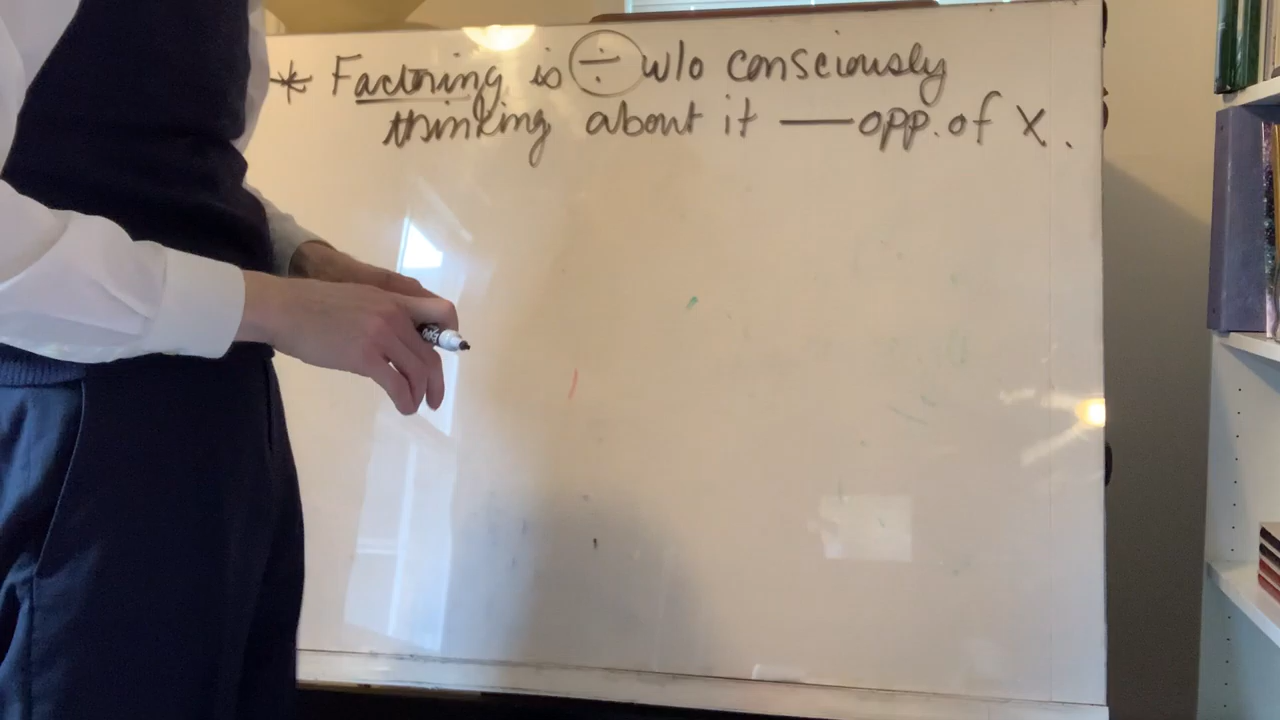 * Factoring is ÷ w/o consciously
thinking about it — opp. of X.